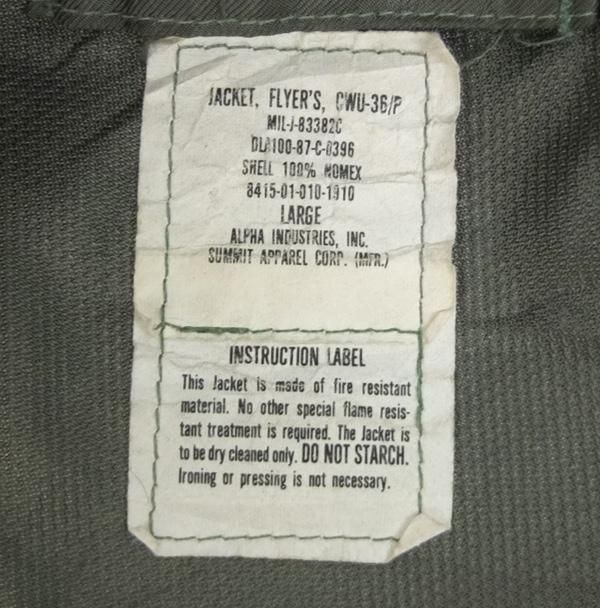 JACKET, FLYER'S, CWU-36/P
MIL-J-83382C
DLA100-87-C-0396
SHELL 100% NOMEX
8415-01-010-1910
LARGE
ALPHA INDUSTRIES, INC.
SUMMIT APPAREL CORP. (MFR.)
INSTRUCTION LABEL
This Jacket is made of fire resistant
material. No other special flame resis-
tant treatment is required. The Jacket is
to be dry cleaned only. DO NOT STARCH.
Ironing or pressing is not necessary.